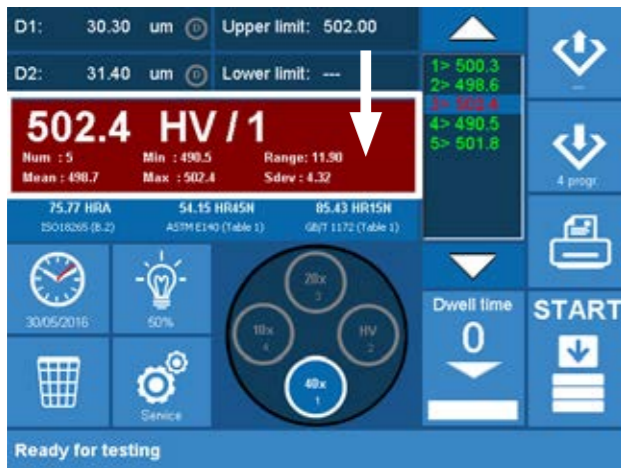 D1: 30.30 um D Upper limit: 502.00
D2: 31.40 um D Lower limit: ---
1> 500.3
2> 498.6
3> 502.4
4> 490.5
5> 501.8
502.4 HV / 1
Num : 5 Min : 490.5 Range: 11.90
Mean : 498.7 Max : 502.4 Sdev : 4.32
75.77 HRA 54.15 HR45N 85.43 HR15N
ISO18265 (B.2) ASTM E140 (Table 1) GB/T 1172 (Table 1)
---
4 progr.
30/05/2016
50%
Service
20x
3
10x
4
HV
2
40x
1
Dwell time
0
START
Ready for testing